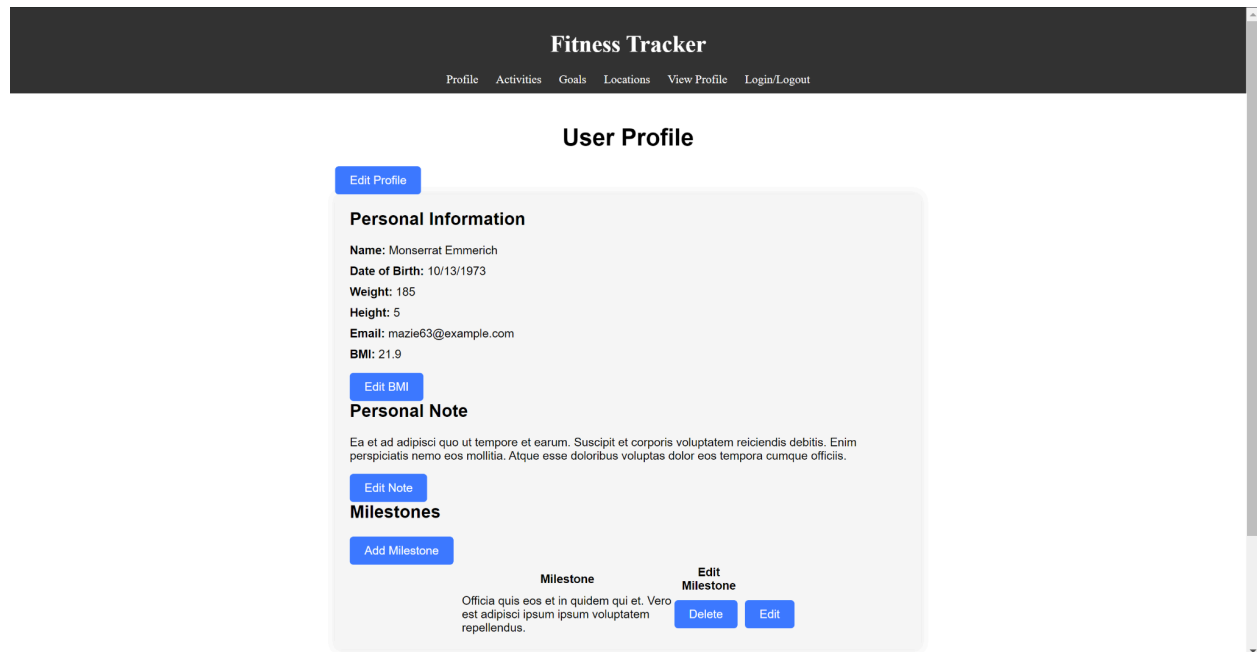 Fitness Tracker
Profile Activities Goals Locations View Profile Login/Logout
User Profile
Edit Profile
Personal Information
Name: Monserrat Emmerich
Date of Birth: 10/13/1973
Weight: 185
Height: 5
Email: mazie63@example.com
BMI: 21.9
Edit BMI
Personal Note
Ea et ad adipisci quo ut tempore et earum. Suscipit et corporis voluptatem reiciendis debitis. Enim
perspiciatis nemo eos mollitia. Atque esse doloribus voluptas dolor eos tempora cumque officiis.
Edit Note
Milestones
Add Milestone
Milestone
Edit
Milestone
Officia quis eos et in quidem qui et. Vero
est adipisci ipsum ipsum voluptatem
repellendus.
Delete Edit